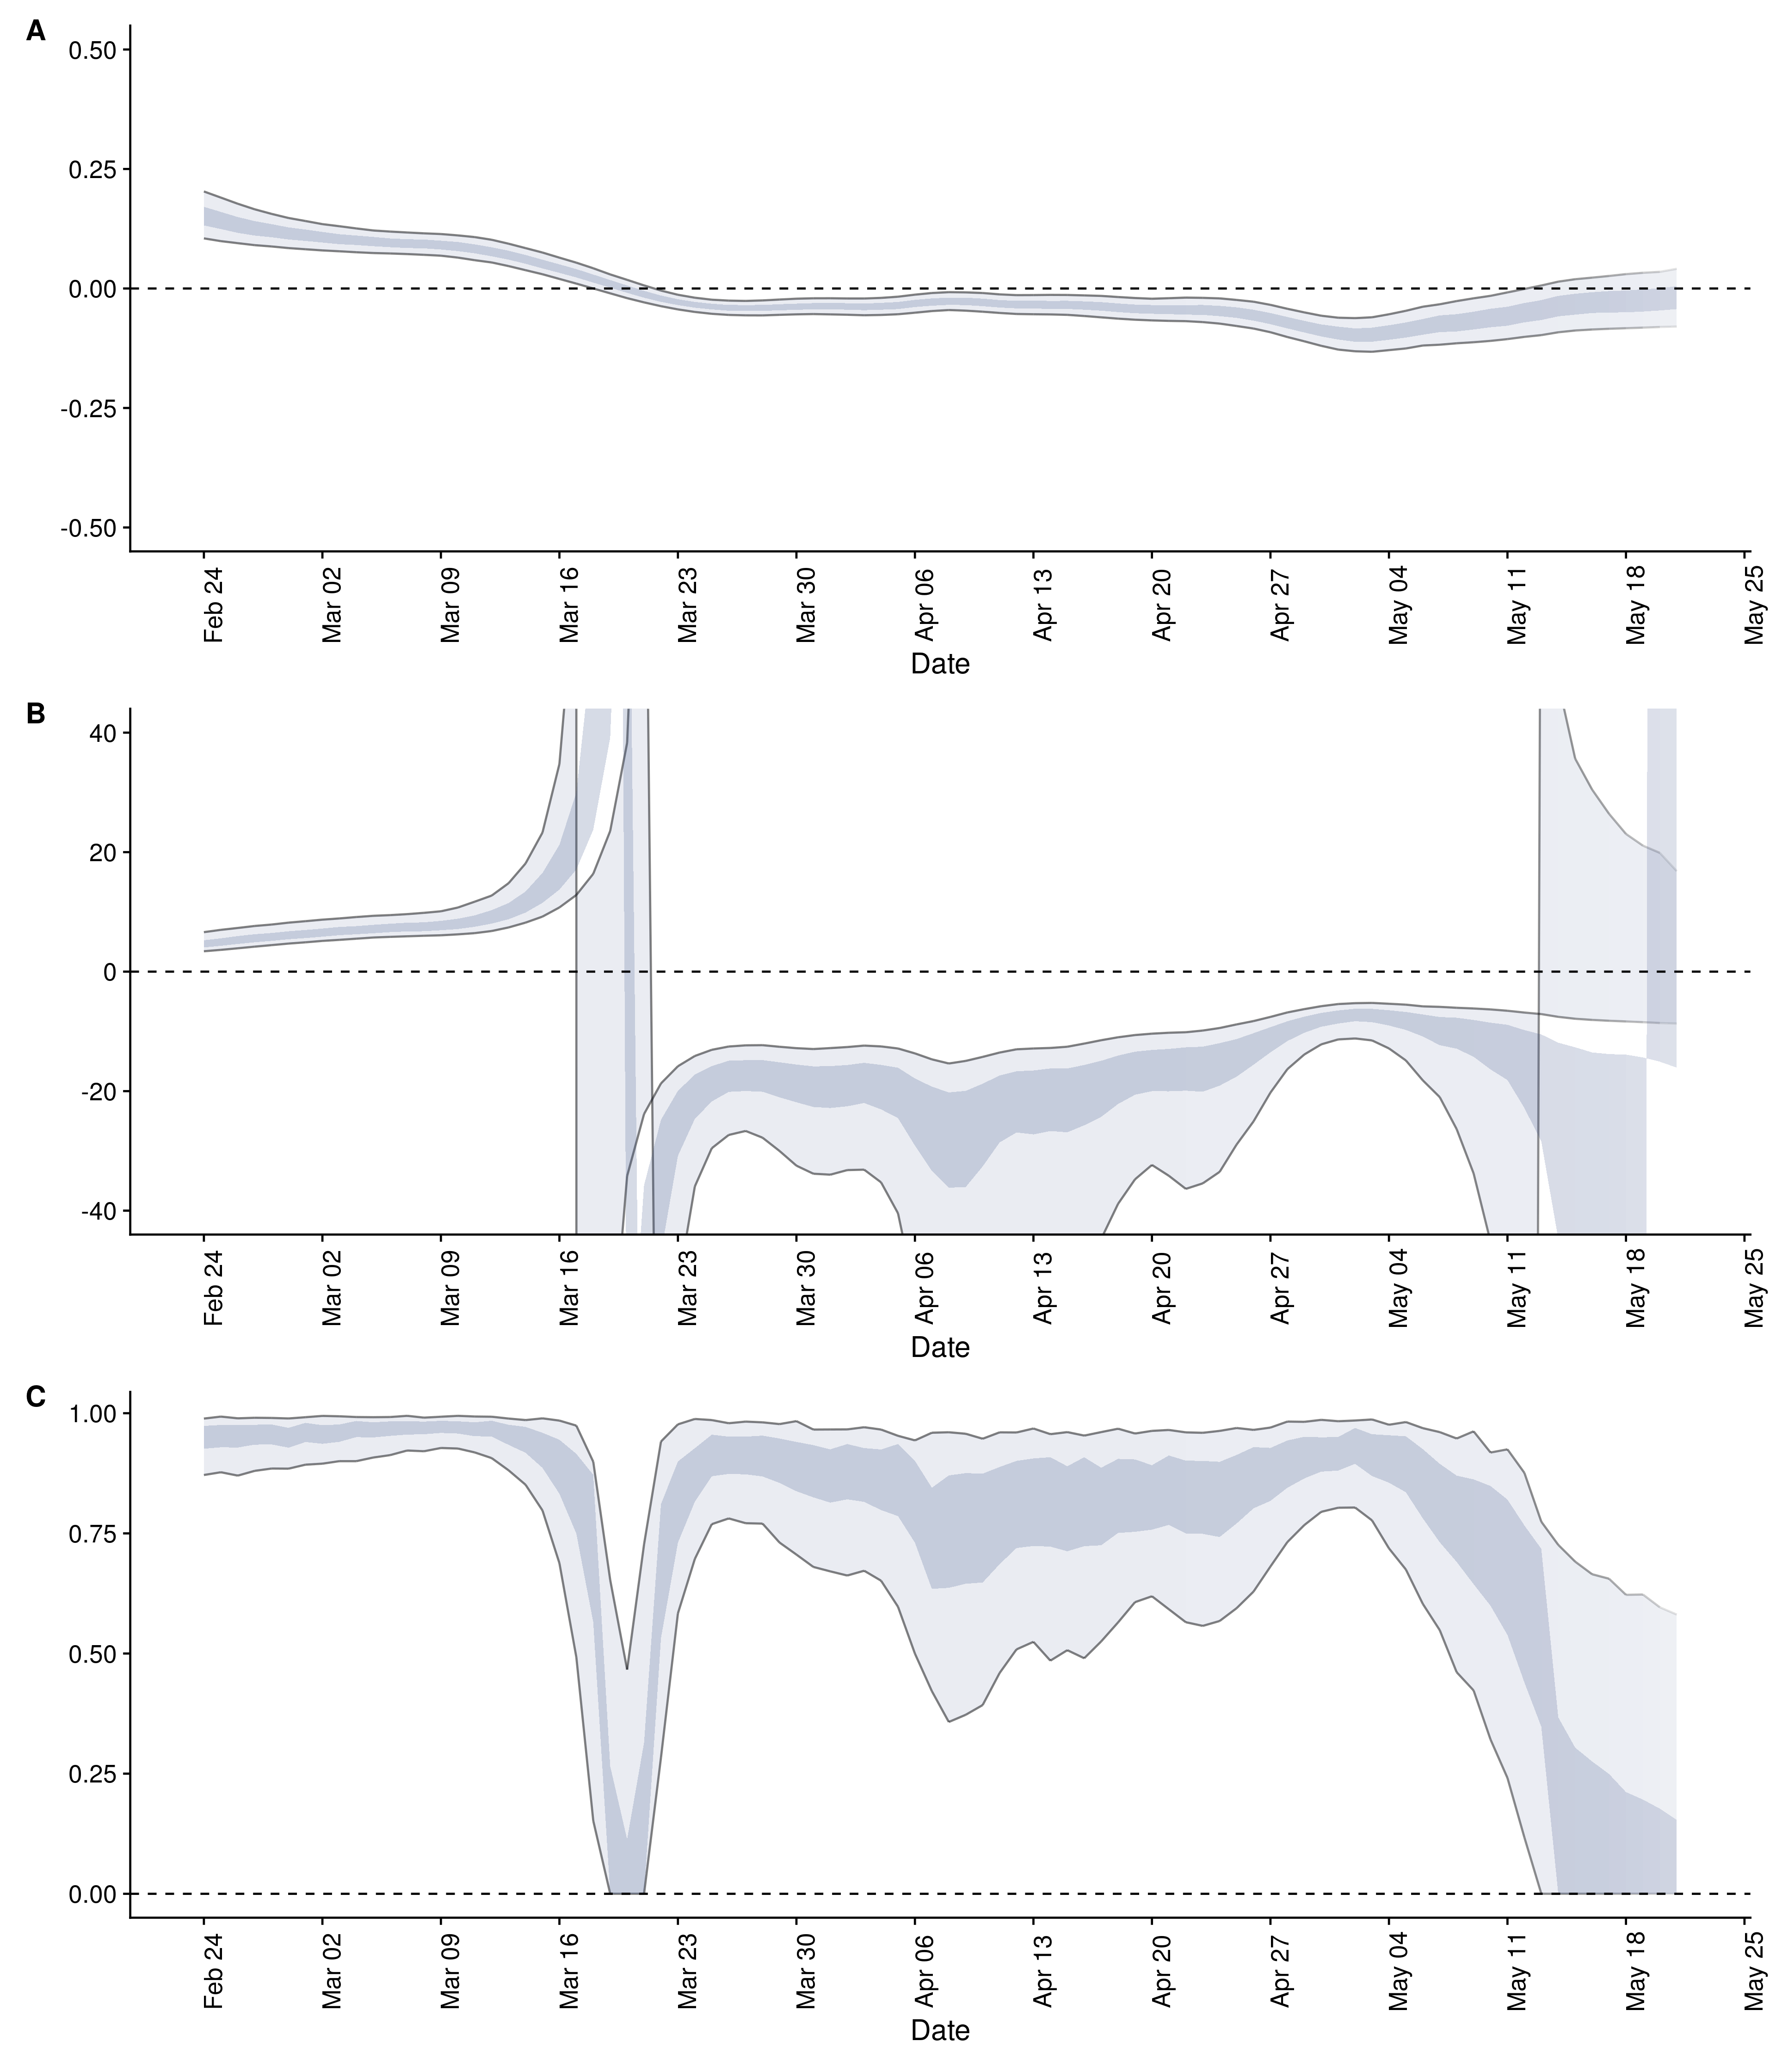 A
0.50
0.25
0.00
-0.25
-0.50
Feb 24
Mar 02
Mar 09
Mar 16
Mar 23
Mar 30
Apr 06
Apr 13
Apr 20
Apr 27
May 04
May 11
May 18
May 25
Date
B
40
20
0
-20
-40
Feb 24
Mar 02
Mar 09
Mar 16
Mar 23
Mar 30
Apr 06
Apr 13
Apr 20
Apr 27
May 04
May 11
May 18
May 25
Date
C
1.00
0.75
0.50
0.25
0.00
Feb 24
Mar 02
Mar 09
Mar 16
Mar 23
Mar 30
Apr 06
Apr 13
Apr 20
Apr 27
May 04
May 11
May 18
May 25
Date